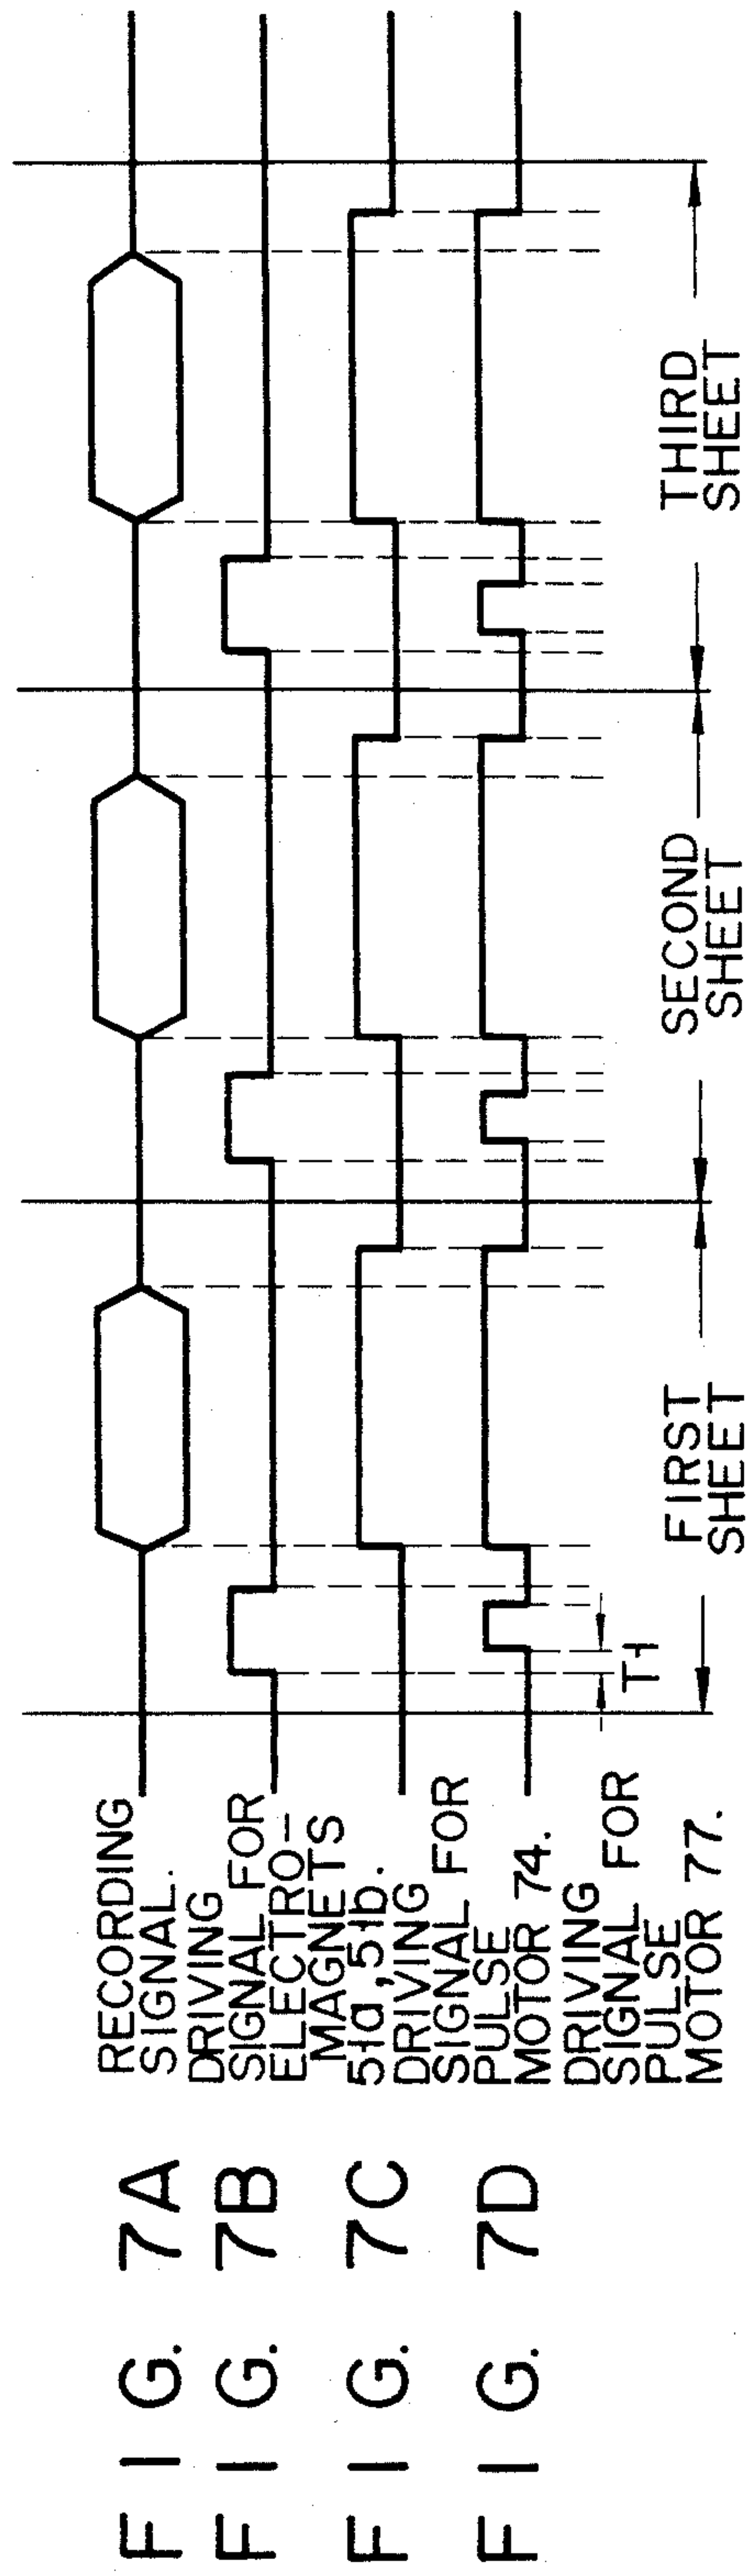 FIG. 7A
RECORDING
SIGNAL.
FIG. 7B
DRIVING
SIGNAL FOR
ELECTRO-
MAGNETS
51a, 51b.
FIG. 7C
DRIVING
SIGNAL FOR
PULSE
MOTOR 74.
FIG. 7D
DRIVING
SIGNAL FOR
PULSE
MOTOR 77.
T1
FIRST
SHEET
SECOND
SHEET
THIRD
SHEET